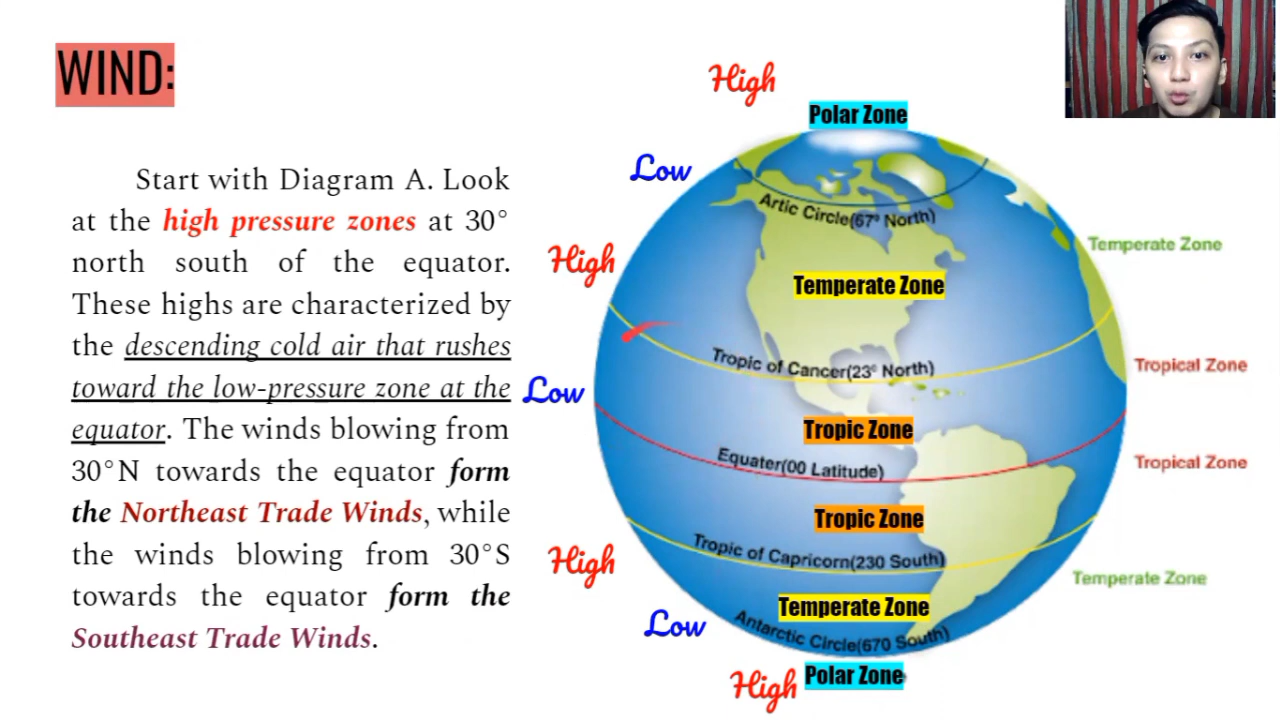 WIND:
Start with Diagram A. Look
at the high pressure zones at 30°
north south of the equator.
These highs are characterized by
the descending cold air that rushes
toward the low-pressure zone at the
equator. The winds blowing from
30°N towards the equator form
the Northeast Trade Winds, while
the winds blowing from 30°S
towards the equator form the
Southeast Trade Winds.
High
Polar Zone
Low
Artic Circle(67º North)
Temperate Zone
High
Temperate Zone
Tropic of Cancer(23º North)
Tropical Zone
Low
Tropic Zone
Equater(00 Latitude)
Tropical Zone
Tropic Zone
High
Tropic of Capricorn(230 South)
Temperate Zone
Temperate Zone
Low
Antarctic Circle(670 South)
High
Polar Zone